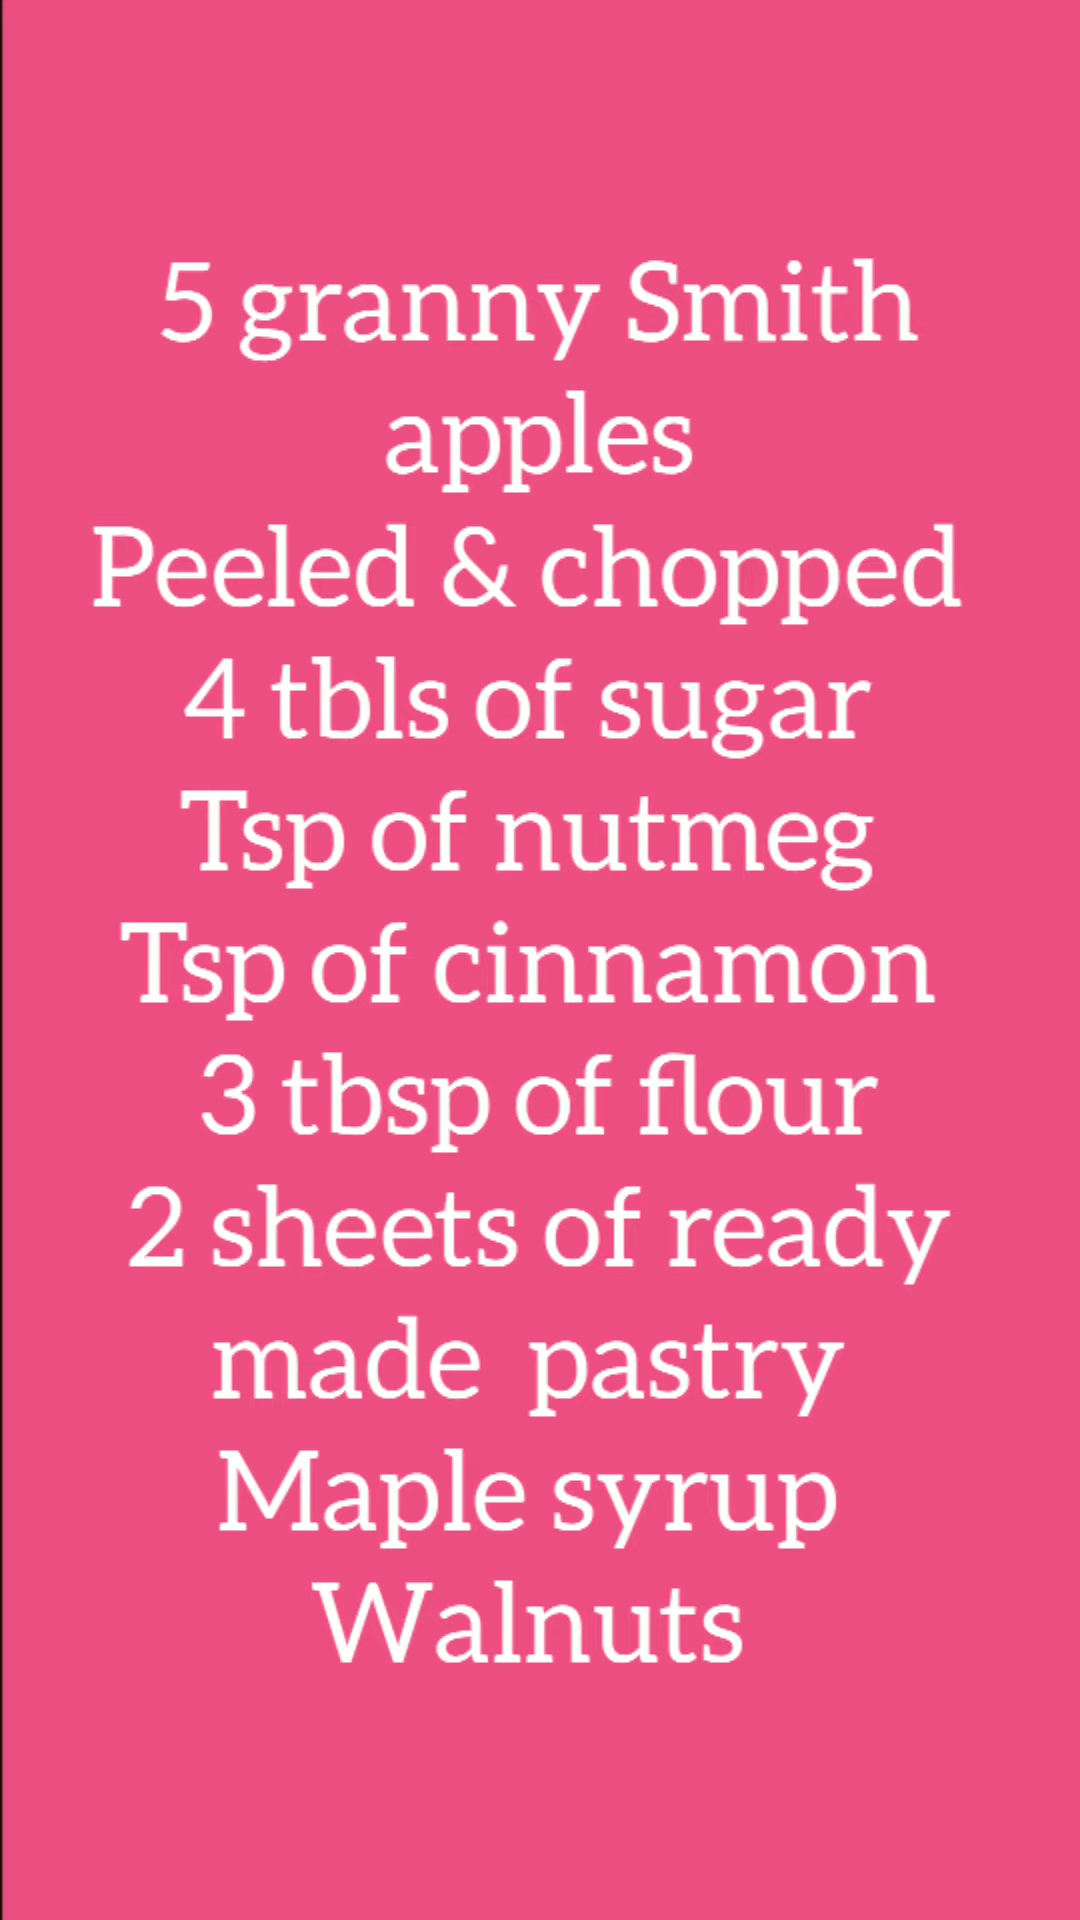 5 granny Smith
apples
Peeled & chopped
4 tbls of sugar
Tsp of nutmeg
Tsp of cinnamon
3 tbsp of flour
2 sheets of ready
made  pastry
Maple syrup
Walnuts